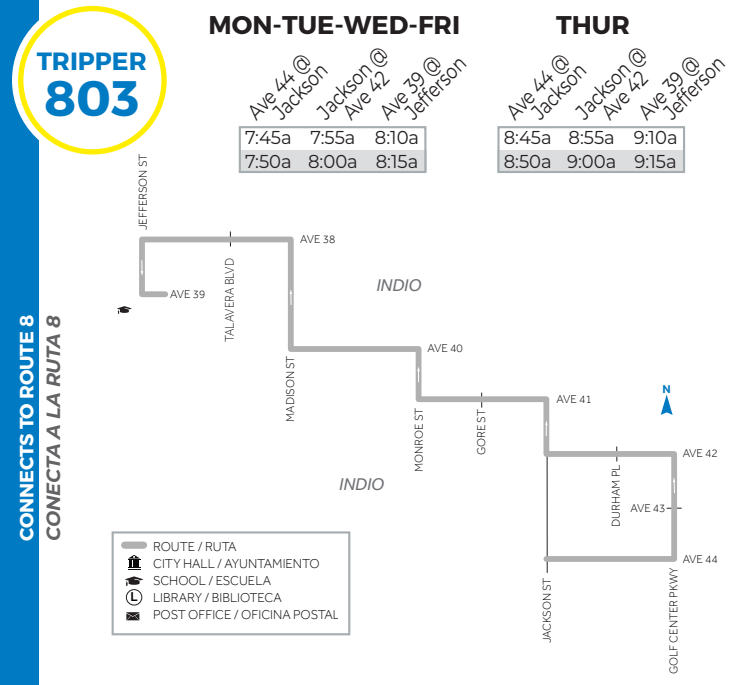 TRIPPER
803
MON-TUE-WED-FRI
Ave 44 @
Jackson
Jackson @
Ave 42
Ave 39 @
Jefferson
7:45a 7:55a 8:10a
7:50a 8:00a 8:15a
THUR
Ave 44 @
Jackson
Jackson @
Ave 42
Ave 39 @
Jefferson
8:45a 8:55a 9:10a
8:50a 9:00a 9:15a
CONNECTS TO ROUTE 8
CONECTA A LA RUTA 8
JEFFERSON ST
AVE 38
AVE 39
TALAVERA BLVD
INDIO
MADISON ST
AVE 40
MONROE ST
GORE ST
AVE 41
N
AVE 42
DURHAM PL
AVE 43
INDIO
AVE 44
JACKSON ST
GOLF CENTER PKWY
ROUTE / RUTA
CITY HALL / AYUNTAMIENTO
SCHOOL / ESCUELA
L LIBRARY / BIBLIOTECA
POST OFFICE / OFICINA POSTAL